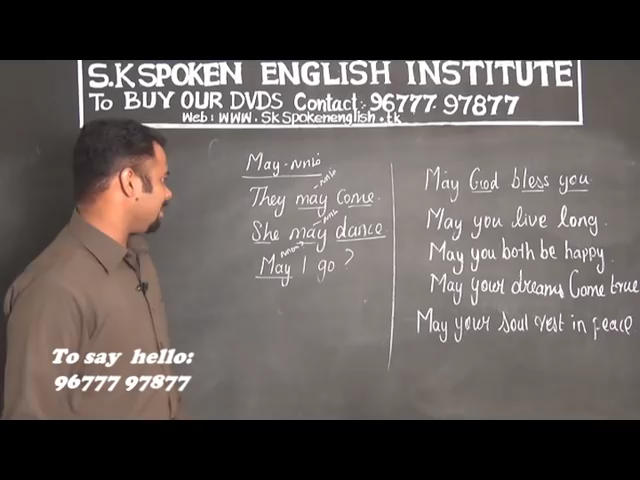 S.K SPOKEN ENGLISH INSTITUTE
To BUY OUR DVDS Contact: 96777 97877
Web: WWW.SkSpokenenglish.tk
May -
They may Come.
She may dance
May I go ?
May God bless you
May you live long.
May you both be happy.
May your dreams Come true
May your soul rest in peace
To say hello:
96777 97877